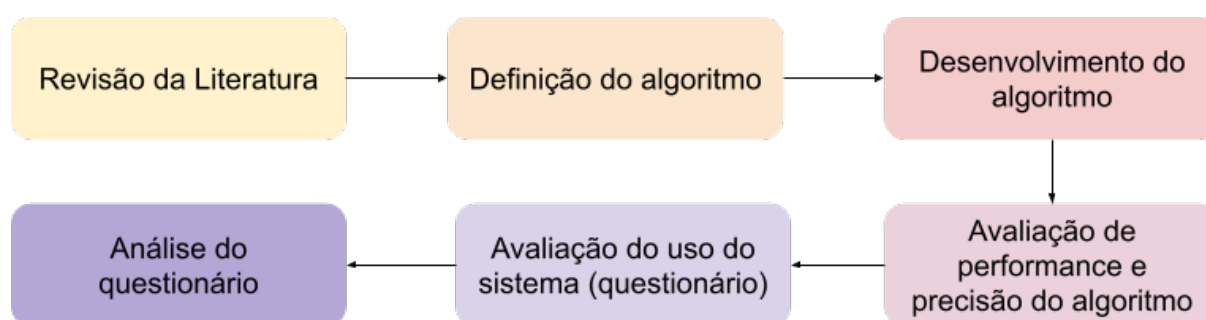 Revisão da Literatura
Definição do algoritmo
Desenvolvimento do
algoritmo
Avaliação de
performance e
precisão do algoritmo
Avaliação do uso do
sistema (questionário)
Análise do
questionário